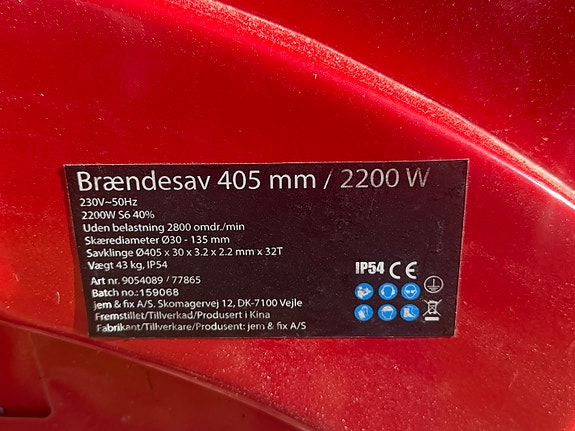 Brændesav 405 mm / 2200 W
230V~50Hz
2200W S6 40%
Uden belastning 2800 omdr./min
Skærediameter Ø30 - 135 mm
Savklinge Ø405 x 30 x 3.2 x 2.2 mm x 32T
Vægt 43 kg, IP54
Art nr. 9054089 / 77865
Batch no.: 159068
jem & fix A/S. Skomagervej 12, DK-7100 Vejle
Fremstillet/Tillverkad/Produsert i Kina
Fabrikant/Tillverkare/Produsent: jem & fix A/S
IP54 CE